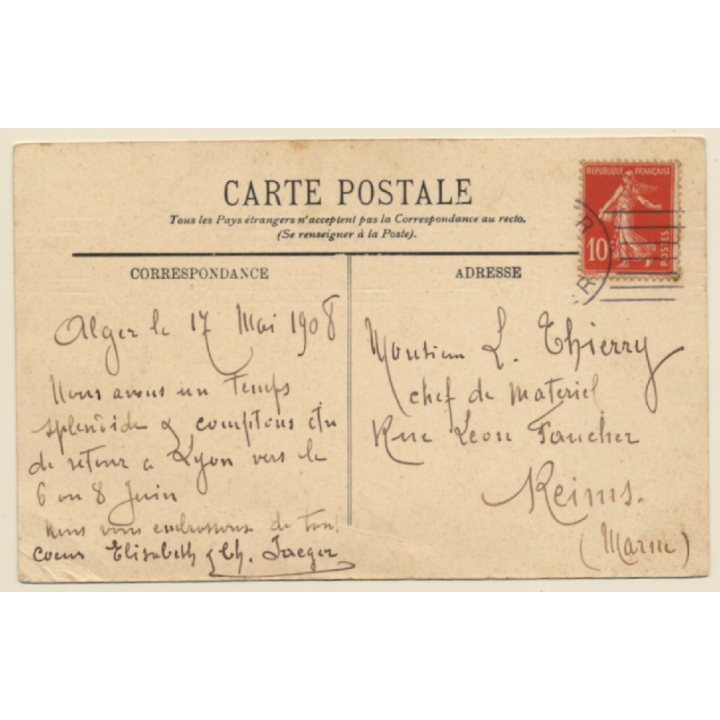 CARTE POSTALE
Tous les Pays étrangers n'acceptent pas la Correspondance au recto.
(Se renseigner à la Poste).
REPUBLIQUE FRANÇAISE
10
POSTES
CORRESPONDANCE
Alger le 17 Mai 1908
Nous avons un temps
splendide & comptons être
de retour a Lyon vers le
6 ou 8 Juin
Nous vous embrassons de tout
coeur Elisabeth & Ch. Jaeger
ADRESSE
Monsieur L. Thierry
chef de Materiel
Rue Leon Faucher
Reims.
(Marne)